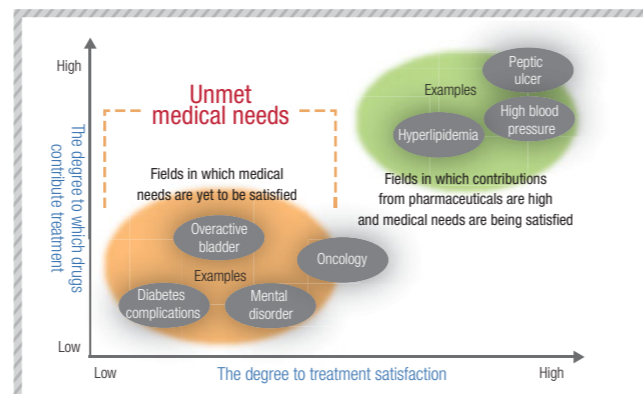 High
The degree to which drugs
contribute treatment
Low
Low
The degree to treatment satisfaction
High
Unmet
medical needs
Fields in which medical
needs are yet to be satisfied
Overactive
bladder
Examples
Diabetes
complications
Mental
disorder
Oncology
Peptic
ulcer
Examples
High blood
pressure
Hyperlipidemia
Fields in which contributions
from pharmaceuticals are high
and medical needs are being satisfied